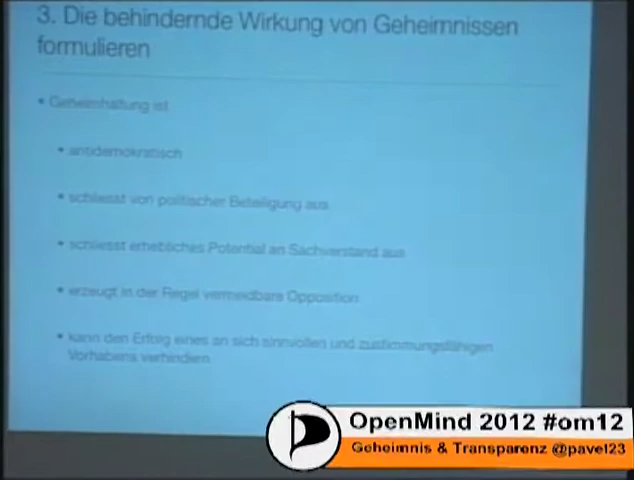 3. Die behindernde Wirkung von Geheimnissen
formulieren
• Geheimhaltung ist
• antidemokratisch
• schliesst von politischer Beteiligung aus
• schliesst erhebliches Potential an Sachverstand aus
• erzeugt in der Regel vermeidbare Opposition
• kann den Erfolg eines an sich sinnvollen und zustimmungsfähigen
Vorhabens verhindern
OpenMind 2012 #om12
Geheimnis & Transparenz @pavel23